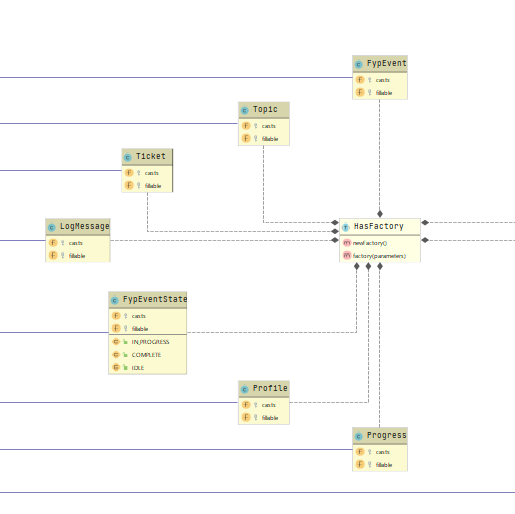 FypEvent
casts
fillable
Topic
casts
fillable
Ticket
casts
fillable
LogMessage
casts
fillable
HasFactory
newFactory()
factory(parameters)
FypEventState
casts
fillable
IN_PROGRESS
COMPLETE
IDLE
Profile
casts
fillable
Progress
casts
fillable